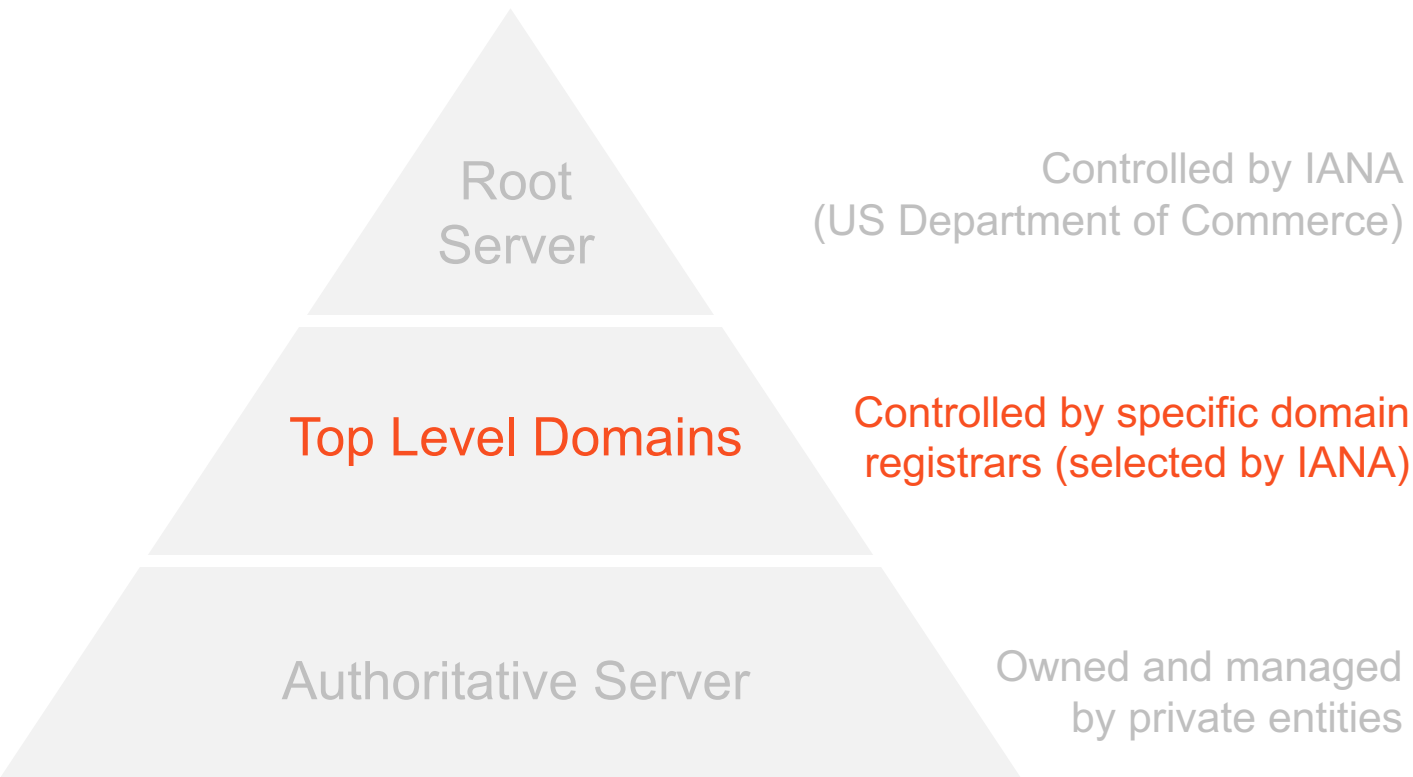 Root
Server
Controlled by IANA
(US Department of Commerce)
Top Level Domains
Controlled by specific domain
registrars (selected by IANA)
Authoritative Server
Owned and managed
by private entities